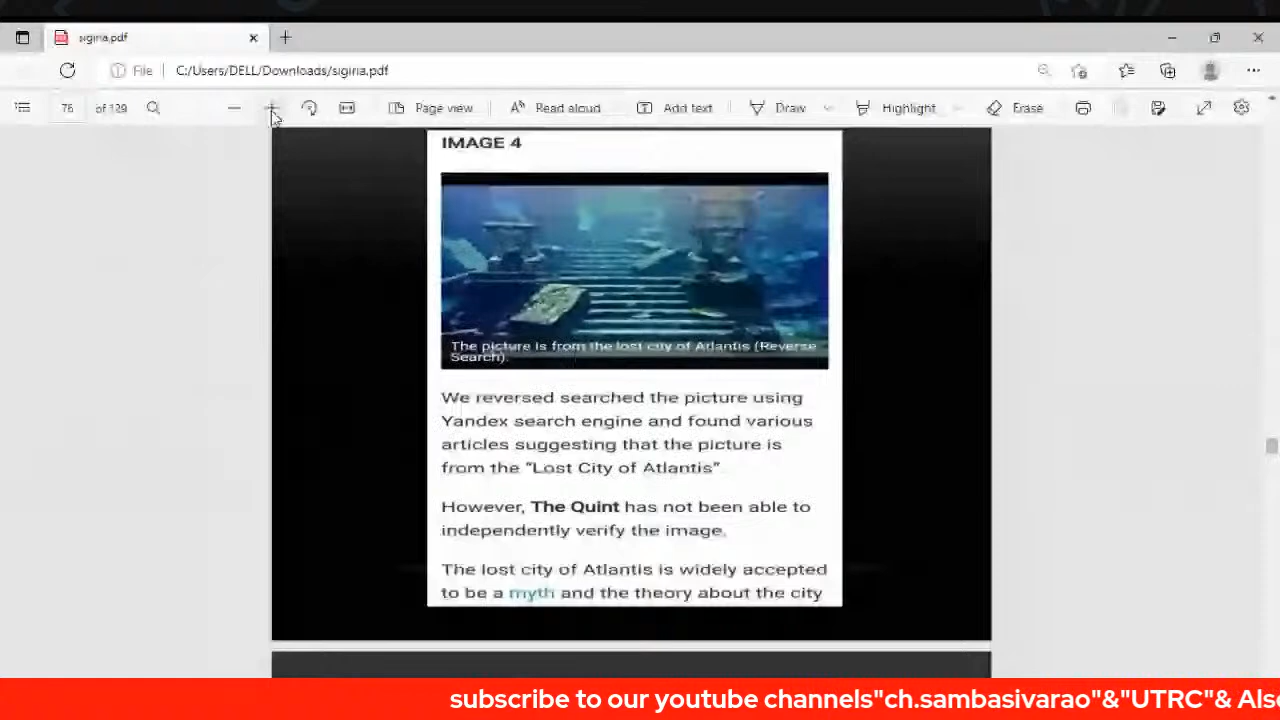 sigiria.pdf
File
C:/Users/DELL/Downloads/sigiria.pdf
76 of 129
Page view
Read aloud
Add text
Draw
Highlight
Erase
IMAGE 4
The picture is from the lost city of Atlantis (Reverse
Search).
We reversed searched the picture using
Yandex search engine and found various
articles suggesting that the picture is
from the “Lost City of Atlantis”
However, The Quint has not been able to
independently verify the image.
The lost city of Atlantis is widely accepted
to be a myth and the theory about the city
subscribe to our youtube channels"ch.sambasivarao"&"UTRC"& Also